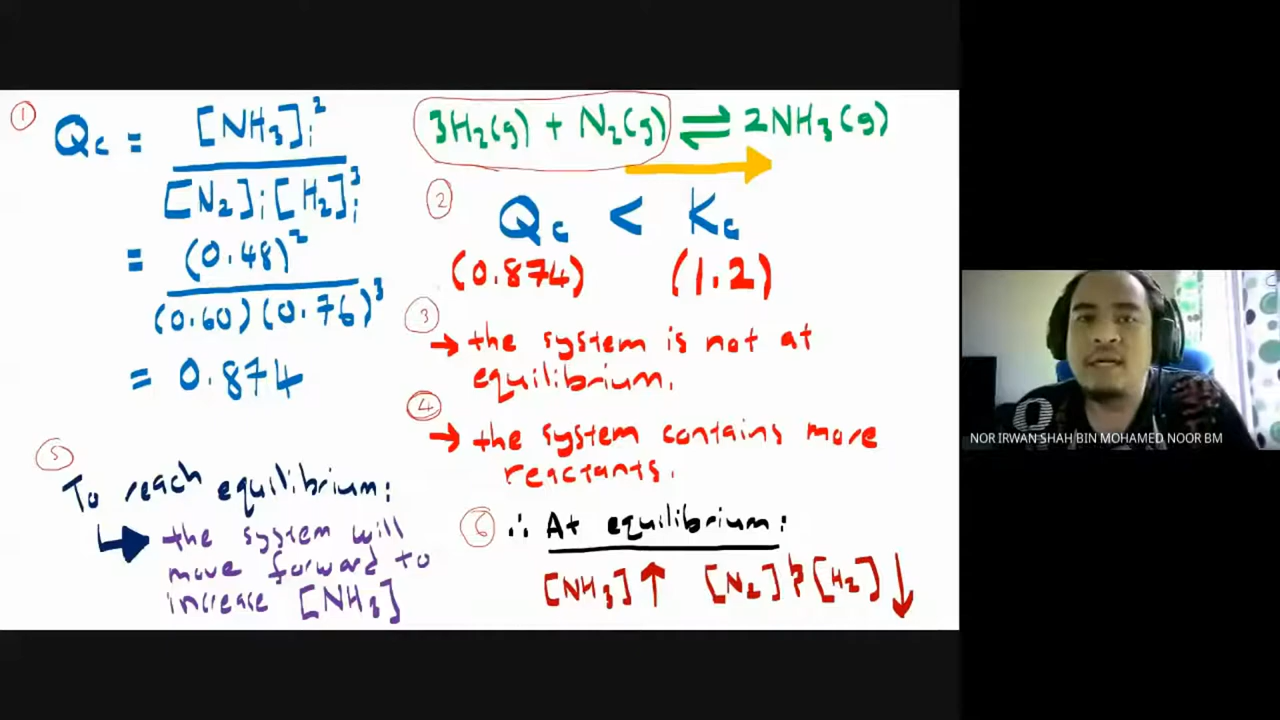 ①
Qc = [NH₃]ᵢ²
[N₂]ᵢ [H₂]ᵢ³
= (0.48)²
(0.60)(0.76)³
= 0.874
3H₂(g) + N₂(g) ⇌ 2NH₃(g)
②
Qc < Kc
(0.874) (1.2)
③
→ the system is not at
equilibrium.
④
→ the system contains more
reactants.
⑤
To reach equilibrium:
the system will
move forward to
increase [NH₃]
⑥ ∴ At equilibrium:
[NH₃]↑ [N₂] & [H₂]↓
NOR IRWAN SHAH BIN MOHAMED NOOR BM